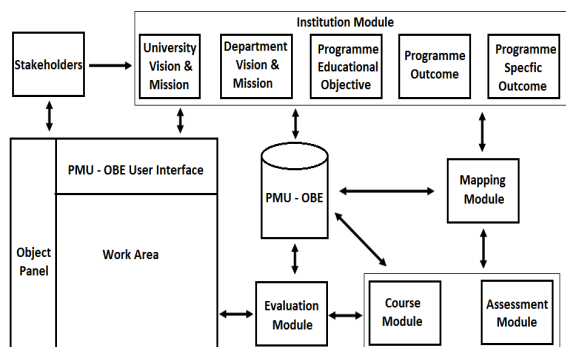 Institution Module
Stakeholders
University
Vision &
Mission
Department
Vision &
Mission
Programme
Educational
Objective
Programme
Outcome
Programme
Specfic
Outcome
PMU - OBE User Interface
Object
Panel
Work Area
PMU - OBE
Mapping
Module
Evaluation
Module
Course
Module
Assessment
Module